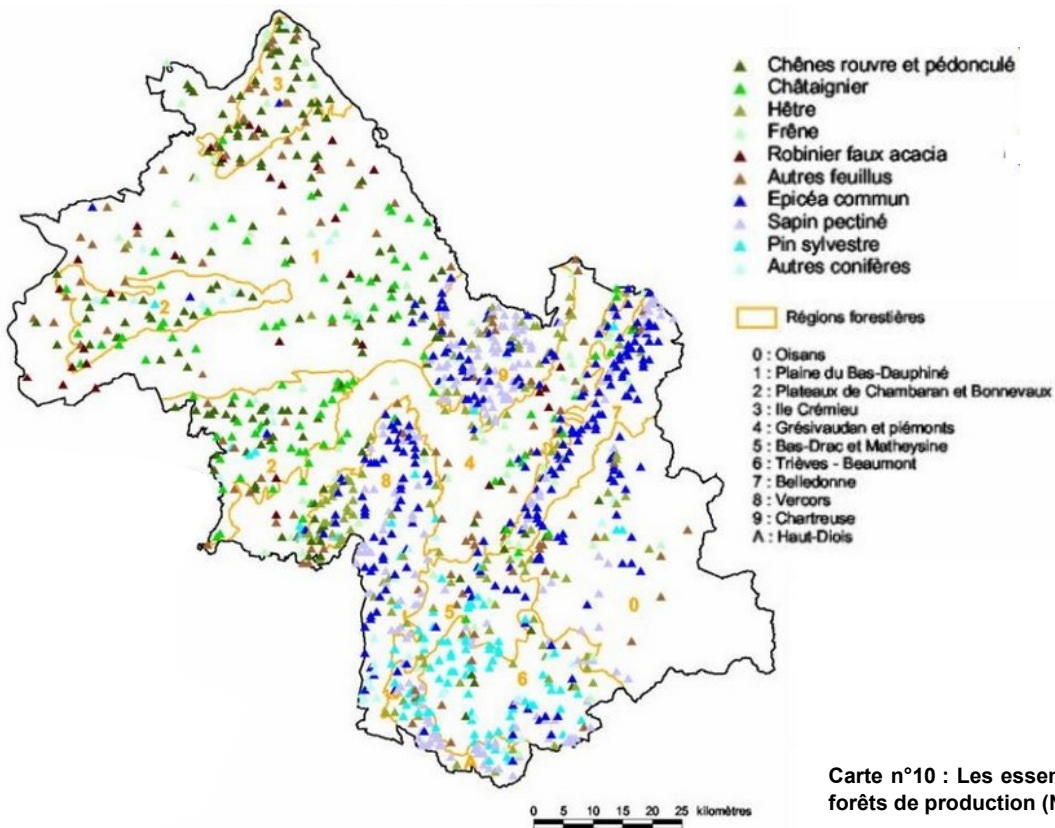 Chênes rouvre et pédonculé
Châtaignier
Hêtre
Frêne
Robinier faux acacia
Autres feuillus
Epicéa commun
Sapin pectiné
Pin sylvestre
Autres conifères
Régions forestières
0 : Oisans
1 : Plaine du Bas-Dauphiné
2 : Plateaux de Chambaran et Bonnevaux
3 : Ile Crémieu
4 : Grésivaudan et piémonts
5 : Bas-Drac et Matheysine
6 : Trièves - Beaumont
7 : Belledonne
8 : Vercors
9 : Chartreuse
A : Haut-Diois
3
1
2
9
7
4
8
2
0
5
6
A
0 5 10 15 20 25 kilomètres
Carte n°10 : Les essen
forêts de production (N